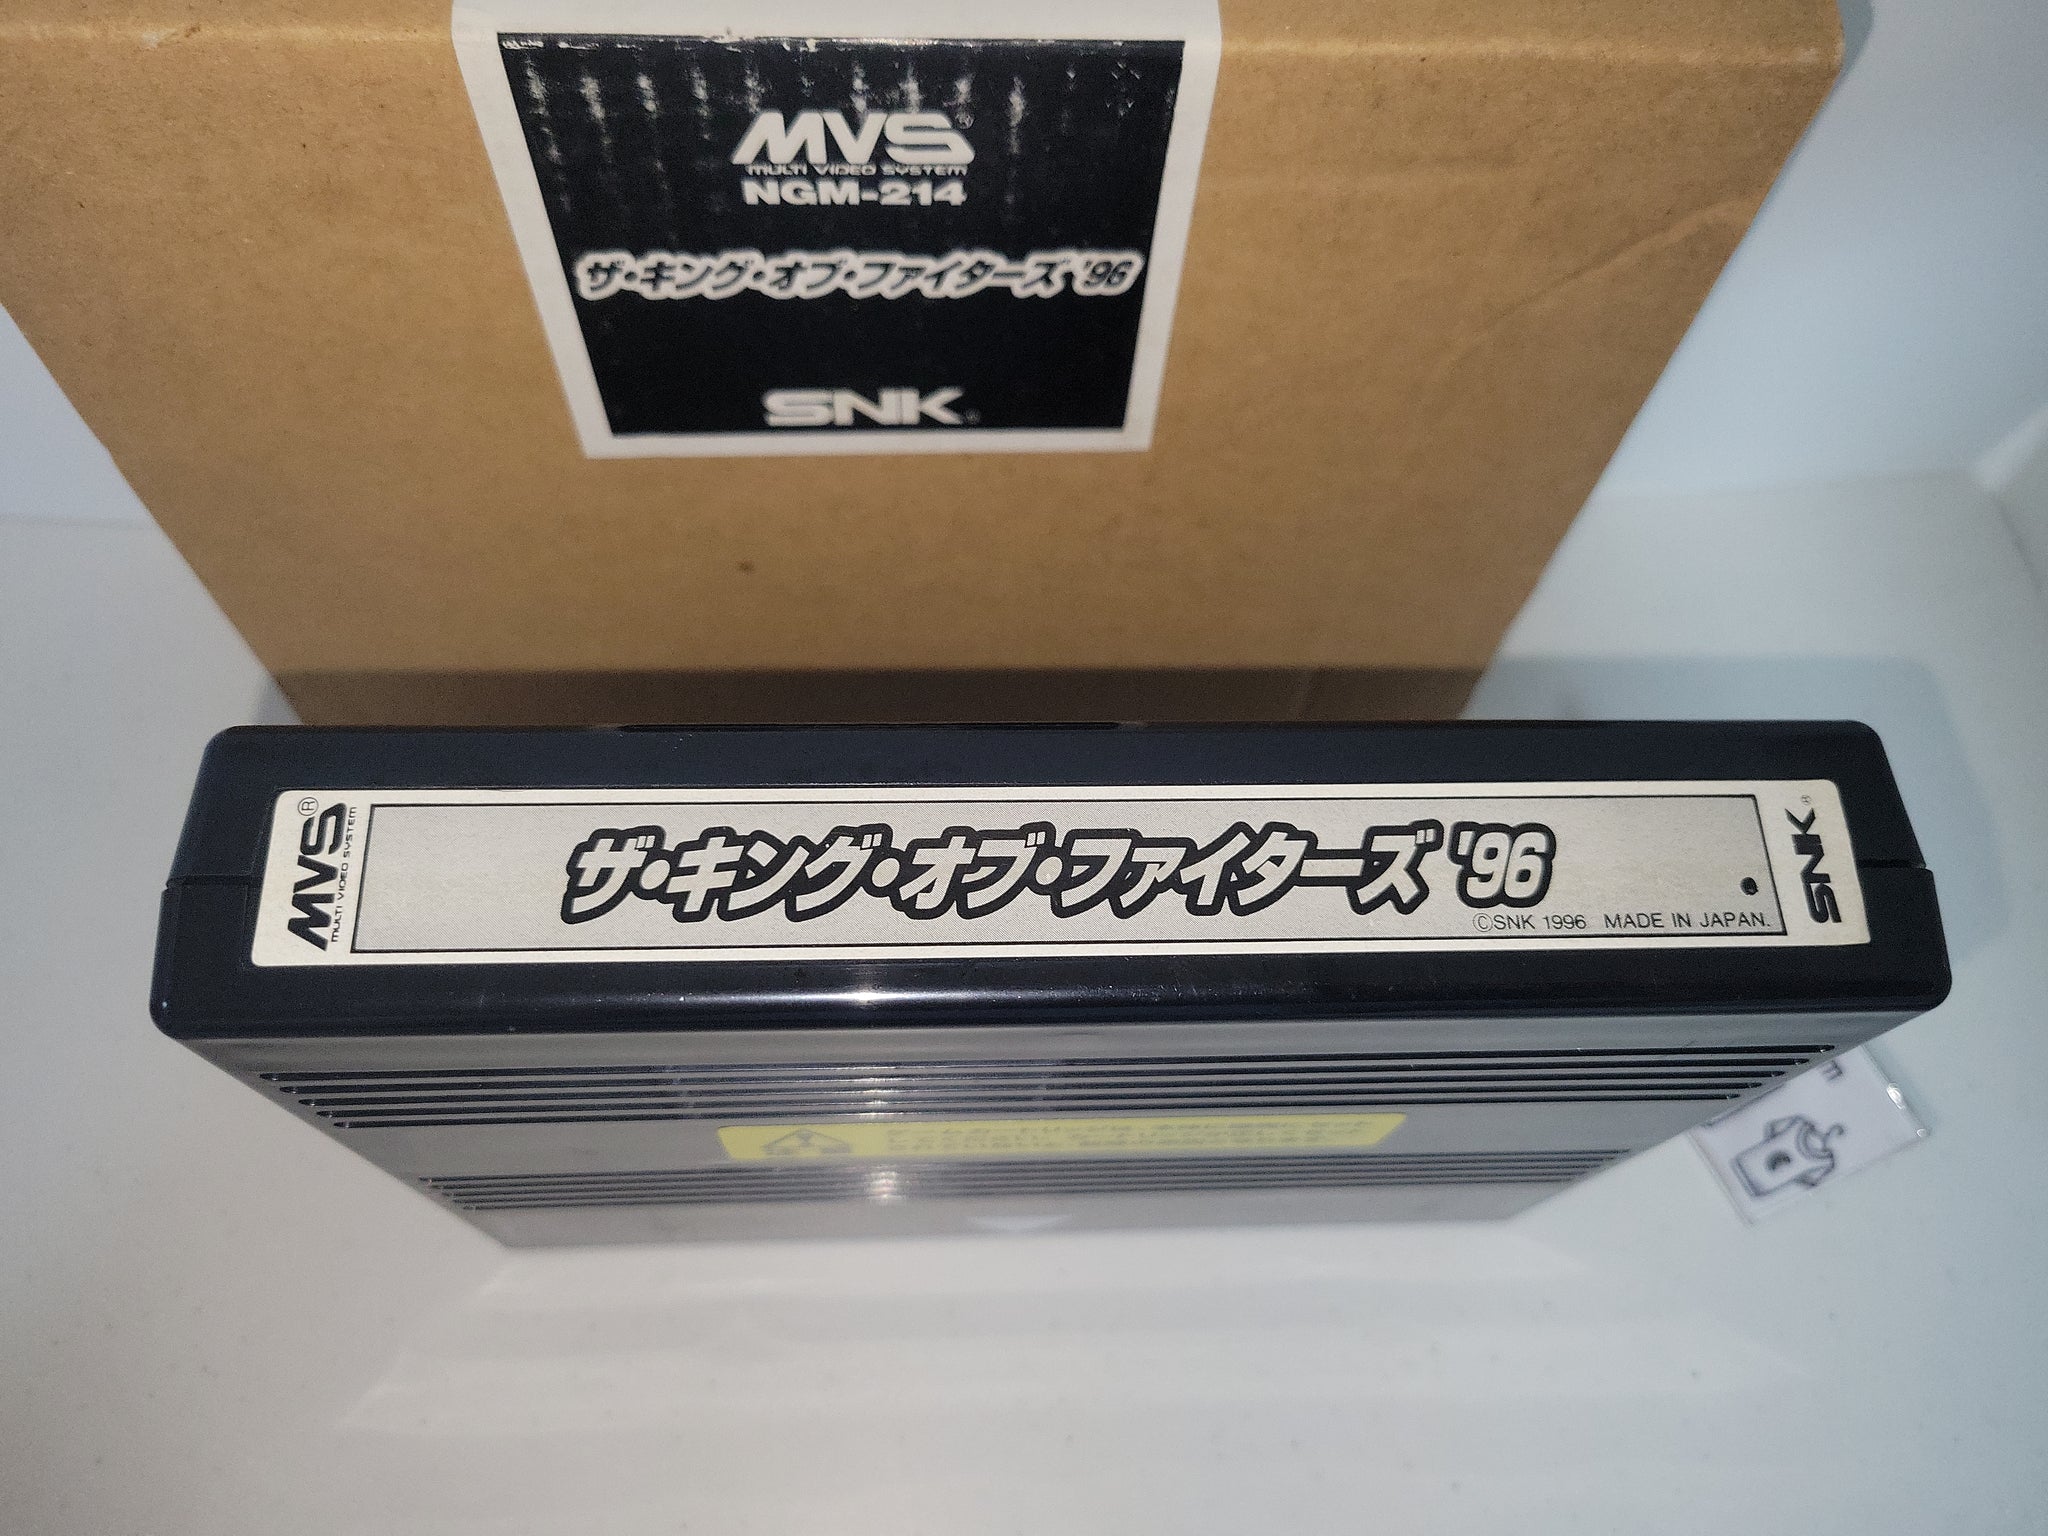 MVS®
MULTI VIDEO SYSTEM
NGM-214
ザ・キング・オブ・ファイターズ '96
SNK®
MVS®
MULTI VIDEO SYSTEM
ザ・キング・オブ・ファイターズ '96
©SNK 1996 MADE IN JAPAN.
SNK®